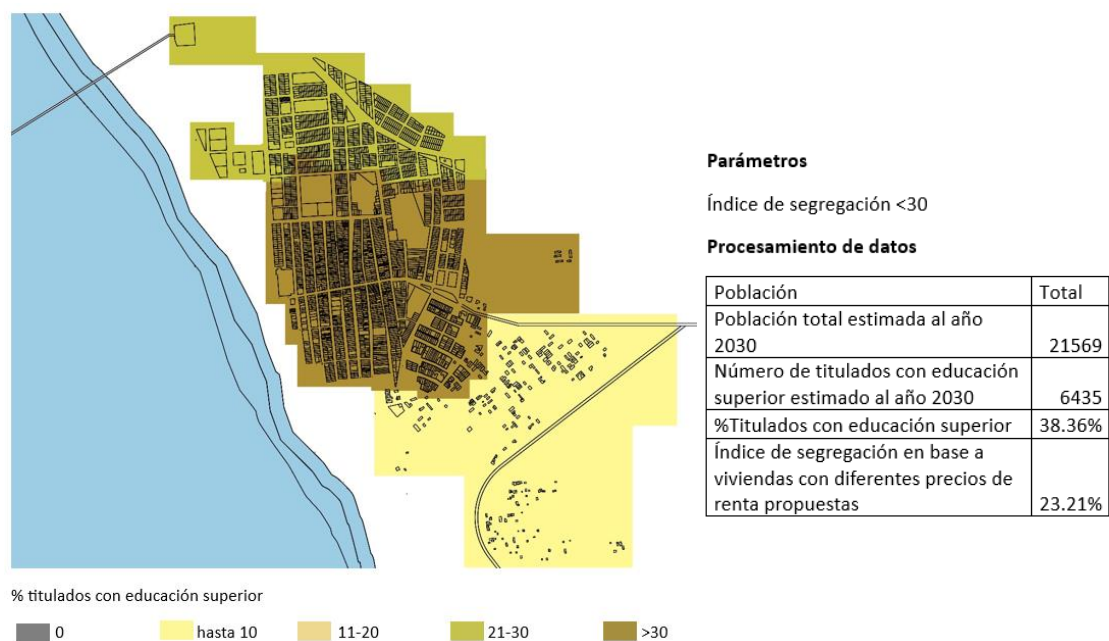 Parámetros
Índice de segregación <30
Procesamiento de datos
Población Total
Población total estimada al año
2030 21569
Número de titulados con educación
superior estimado al año 2030 6435
%Titulados con educación superior 38.36%
Índice de segregación en base a
viviendas con diferentes precios de
renta propuestas 23.21%
% titulados con educación superior
0 hasta 10 11-20 21-30 >30